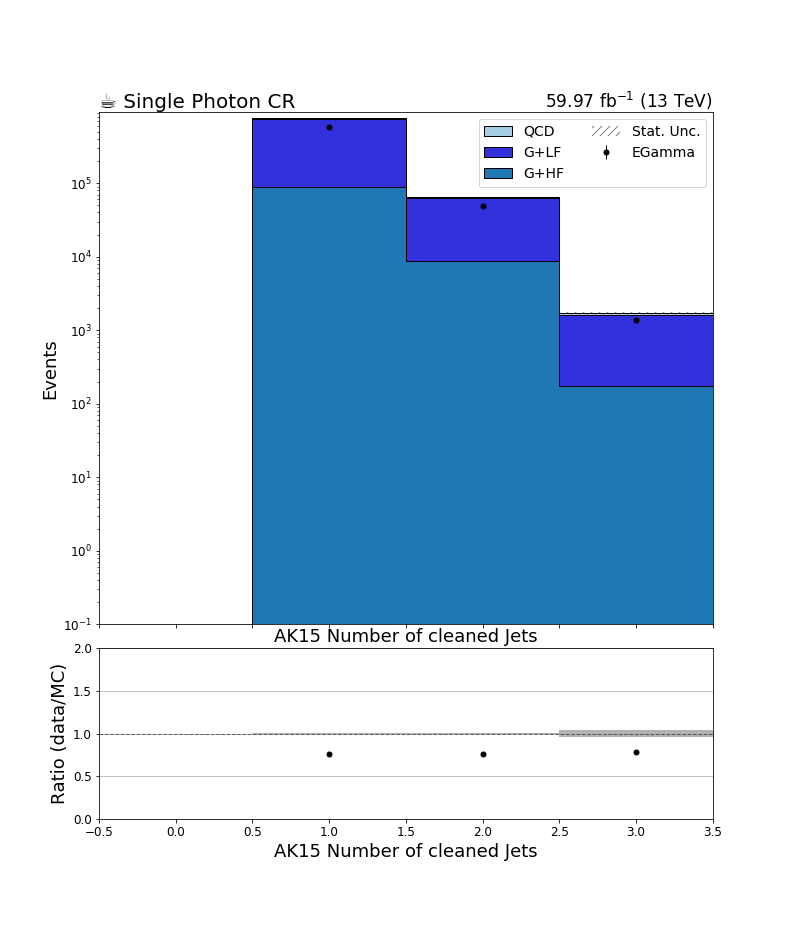 ☕ Single Photon CR
59.97 fb⁻¹ (13 TeV)
QCD
G+LF
G+HF
Stat. Unc.
EGamma
Events
10⁵
10⁴
10³
10²
10¹
10⁰
10⁻¹
AK15 Number of cleaned Jets
Ratio (data/MC)
2.0
1.5
1.0
0.5
0.0
−0.5 0.0 0.5 1.0 1.5 2.0 2.5 3.0 3.5
AK15 Number of cleaned Jets